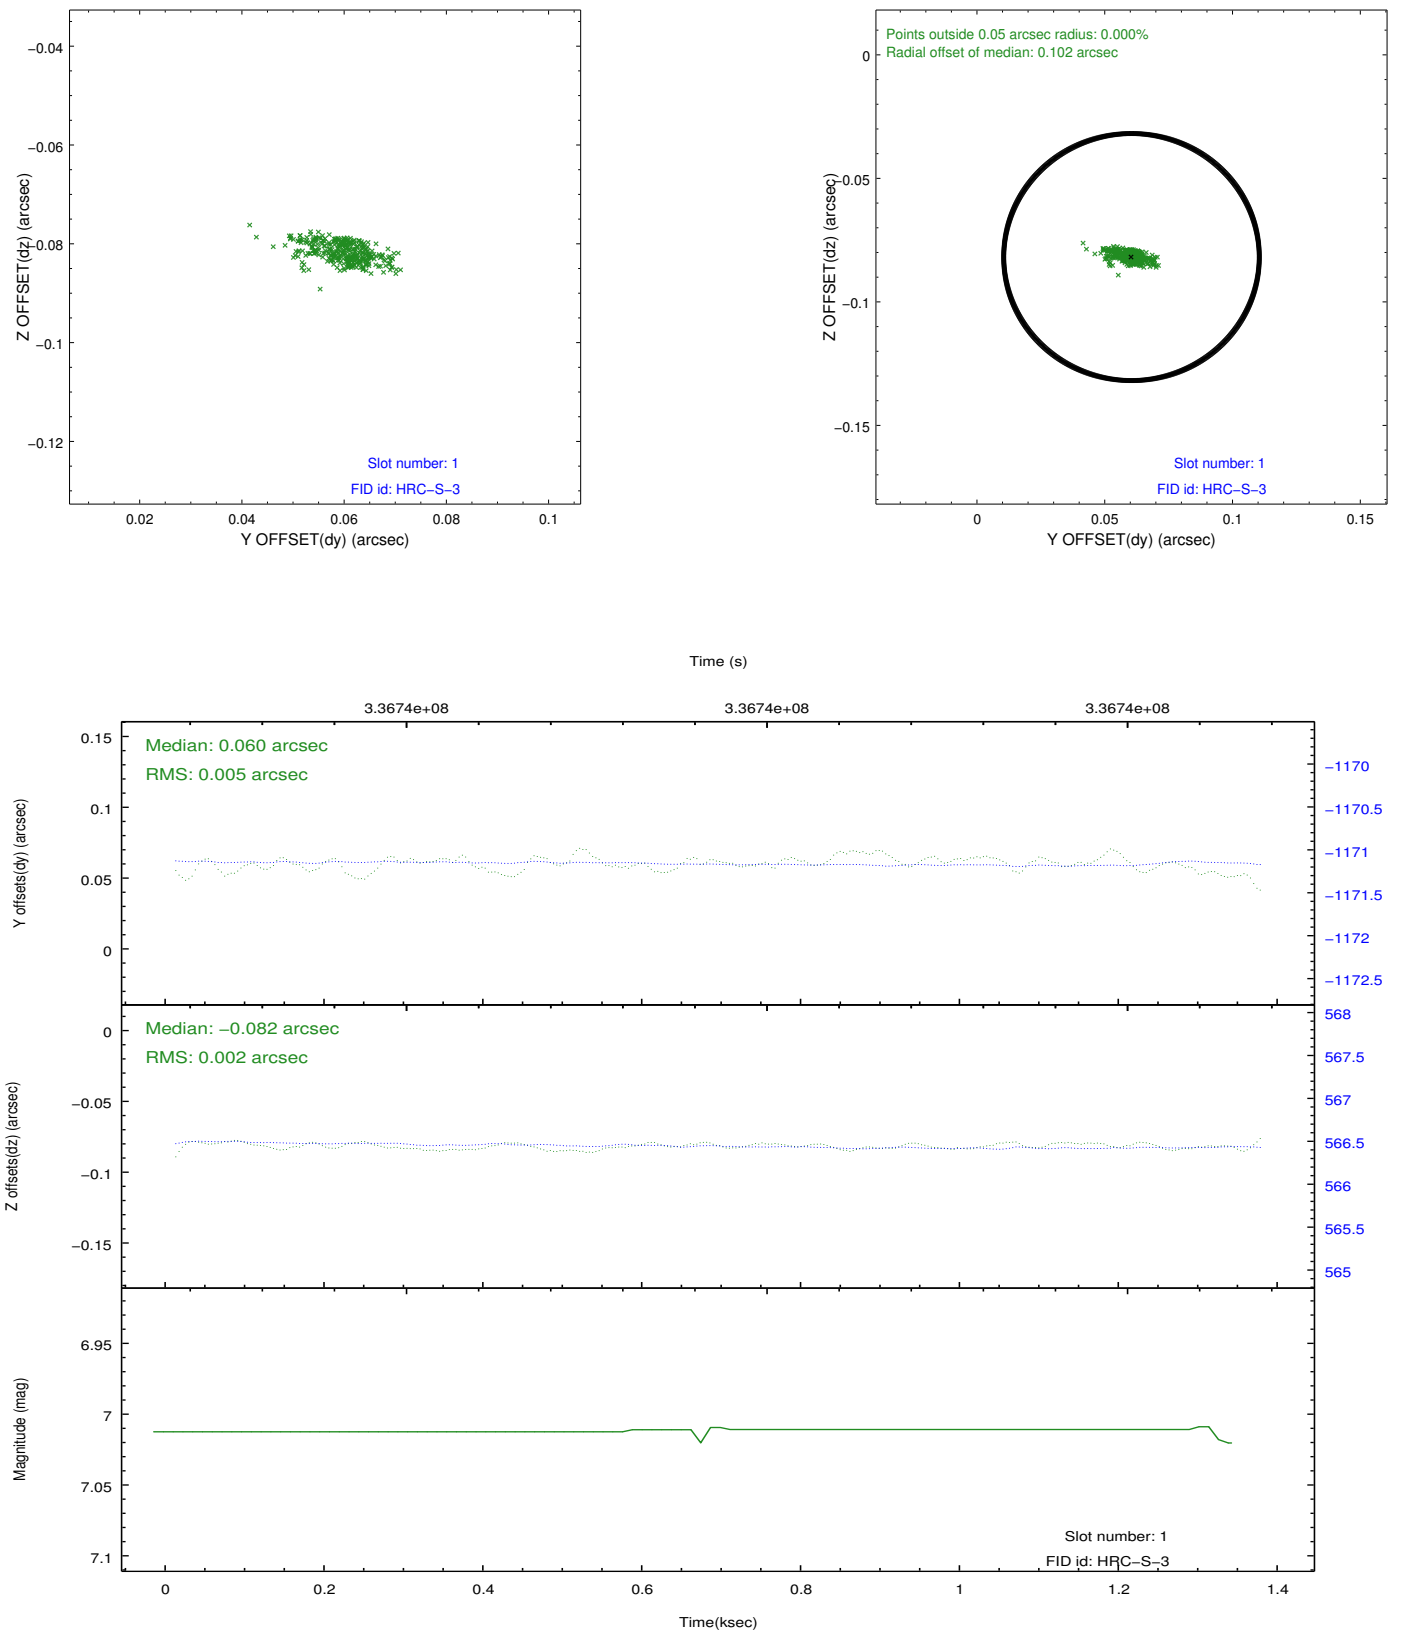 −0.04
−0.06
−0.08
−0.1
−0.12
Z OFFSET(dz) (arcsec)
Slot number: 1
FID id: HRC−S−3
0.02 0.04 0.06 0.08 0.1
Y OFFSET(dy) (arcsec)
Points outside 0.05 arcsec radius: 0.000%
Radial offset of median: 0.102 arcsec
0
−0.05
−0.1
−0.15
Z OFFSET(dz) (arcsec)
Slot number: 1
FID id: HRC−S−3
0 0.05 0.1 0.15
Y OFFSET(dy) (arcsec)
Time (s)
3.3674e+08 3.3674e+08 3.3674e+08
Median: 0.060 arcsec
RMS: 0.005 arcsec
0.15
0.1
0.05
0
Y offsets(dy) (arcsec)
−1170
−1170.5
−1171
−1171.5
−1172
−1172.5
Median: −0.082 arcsec
RMS: 0.002 arcsec
0
−0.05
−0.1
−0.15
Z offsets(dz) (arcsec)
568
567.5
567
566.5
566
565.5
565
6.95
7
7.05
7.1
Magnitude (mag)
Slot number: 1
FID id: HRC−S−3
0 0.2 0.4 0.6 0.8 1 1.2 1.4
Time(ksec)